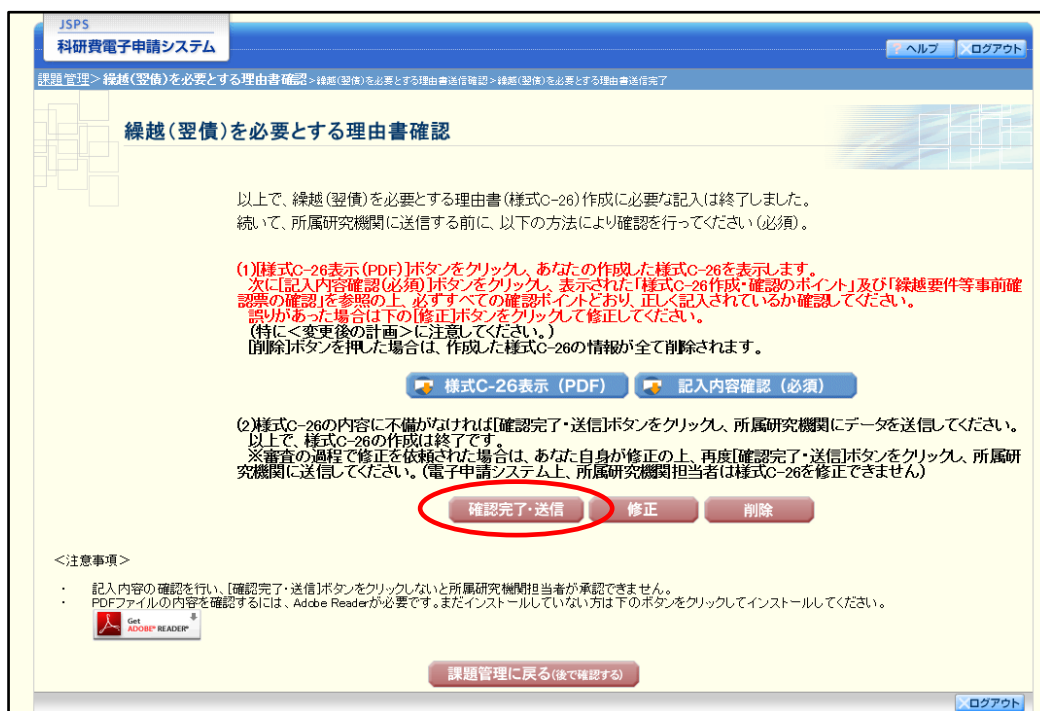 JSPS
科研費電子申請システム
? ヘルプ
ログアウト
課題管理>繰越(翌債)を必要とする理由書確認>繰越(翌債)を必要とする理由書送信確認>繰越(翌債)を必要とする理由書送信完了
繰越(翌債)を必要とする理由書確認
以上で、繰越(翌債)を必要とする理由書(様式C-26)作成に必要な記入は終了しました。
続いて、所属研究機関に送信する前に、以下の方法により確認を行ってください(必須)。
(1)[様式C-26表示(PDF)]ボタンをクリックし、あなたの作成した様式C-26を表示します。
次に[記入内容確認(必須)]ボタンをクリックし、表示された「様式C-26作成・確認のポイント」及び「繰越要件等事前確
認票の確認」を参照の上、必ずすべての確認ポイントどおり、正しく記入されているか確認してください。
誤りがあった場合は下の[修正]ボタンをクリックして修正してください。
(特に<変更後の計画>に注意してください。)
[削除]ボタンを押した場合は、作成した様式C-26の情報が全て削除されます。
様式C-26表示(PDF)
記入内容確認(必須)
(2)様式C-26の内容に不備がなければ[確認完了・送信]ボタンをクリックし、所属研究機関にデータを送信してください。
以上で、様式C-26の作成は終了です。
※審査の過程で修正を依頼された場合は、あなた自身が修正の上、再度[確認完了・送信]ボタンをクリックし、所属研
究機関に送信してください。(電子申請システム上、所属研究機関担当者は様式C-26を修正できません)
確認完了・送信
修正
削除
<注意事項>
・ 記入内容の確認を行い、[確認完了・送信]ボタンをクリックしないと所属研究機関担当者が承認できません。
・ PDFファイルの内容を確認するには、Adobe Readerが必要です。まだインストールしていない方は下のボタンをクリックしてインストールしてください。
Get
ADOBE® READER®
課題管理に戻る(後で確認する)
ログアウト